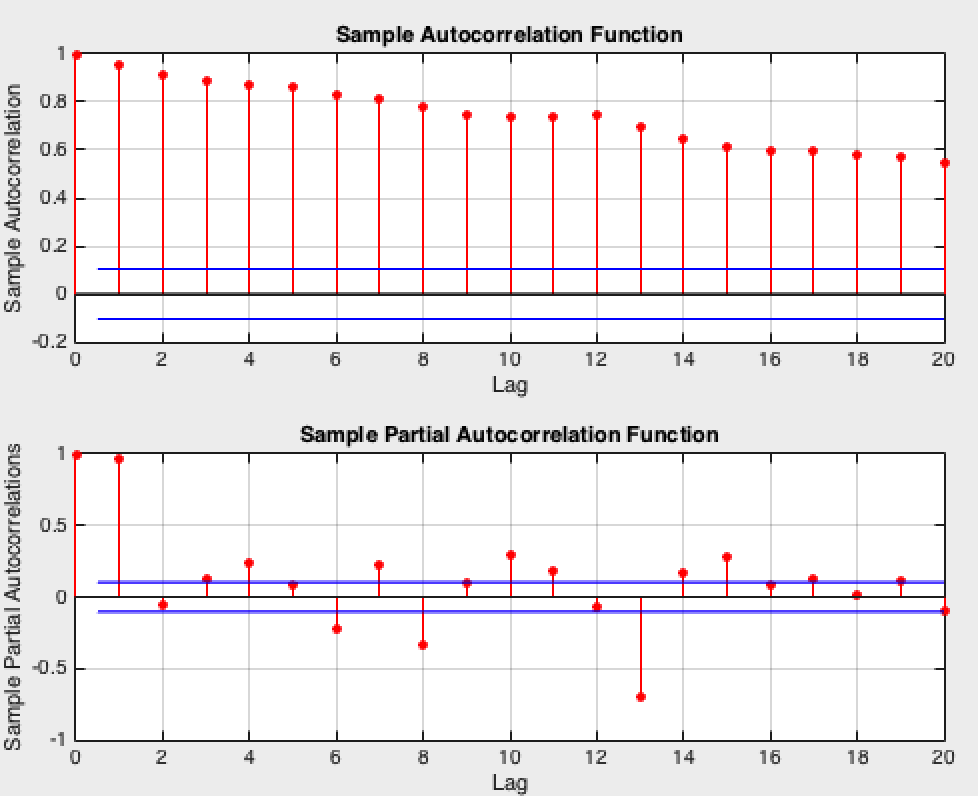 Sample Autocorrelation Function
Sample Autocorrelation
1
0.8
0.6
0.4
0.2
0
-0.2
0 2 4 6 8 10 12 14 16 18 20
Lag
Sample Partial Autocorrelation Function
Sample Partial Autocorrelations
1
0.5
0
-0.5
-1
0 2 4 6 8 10 12 14 16 18 20
Lag